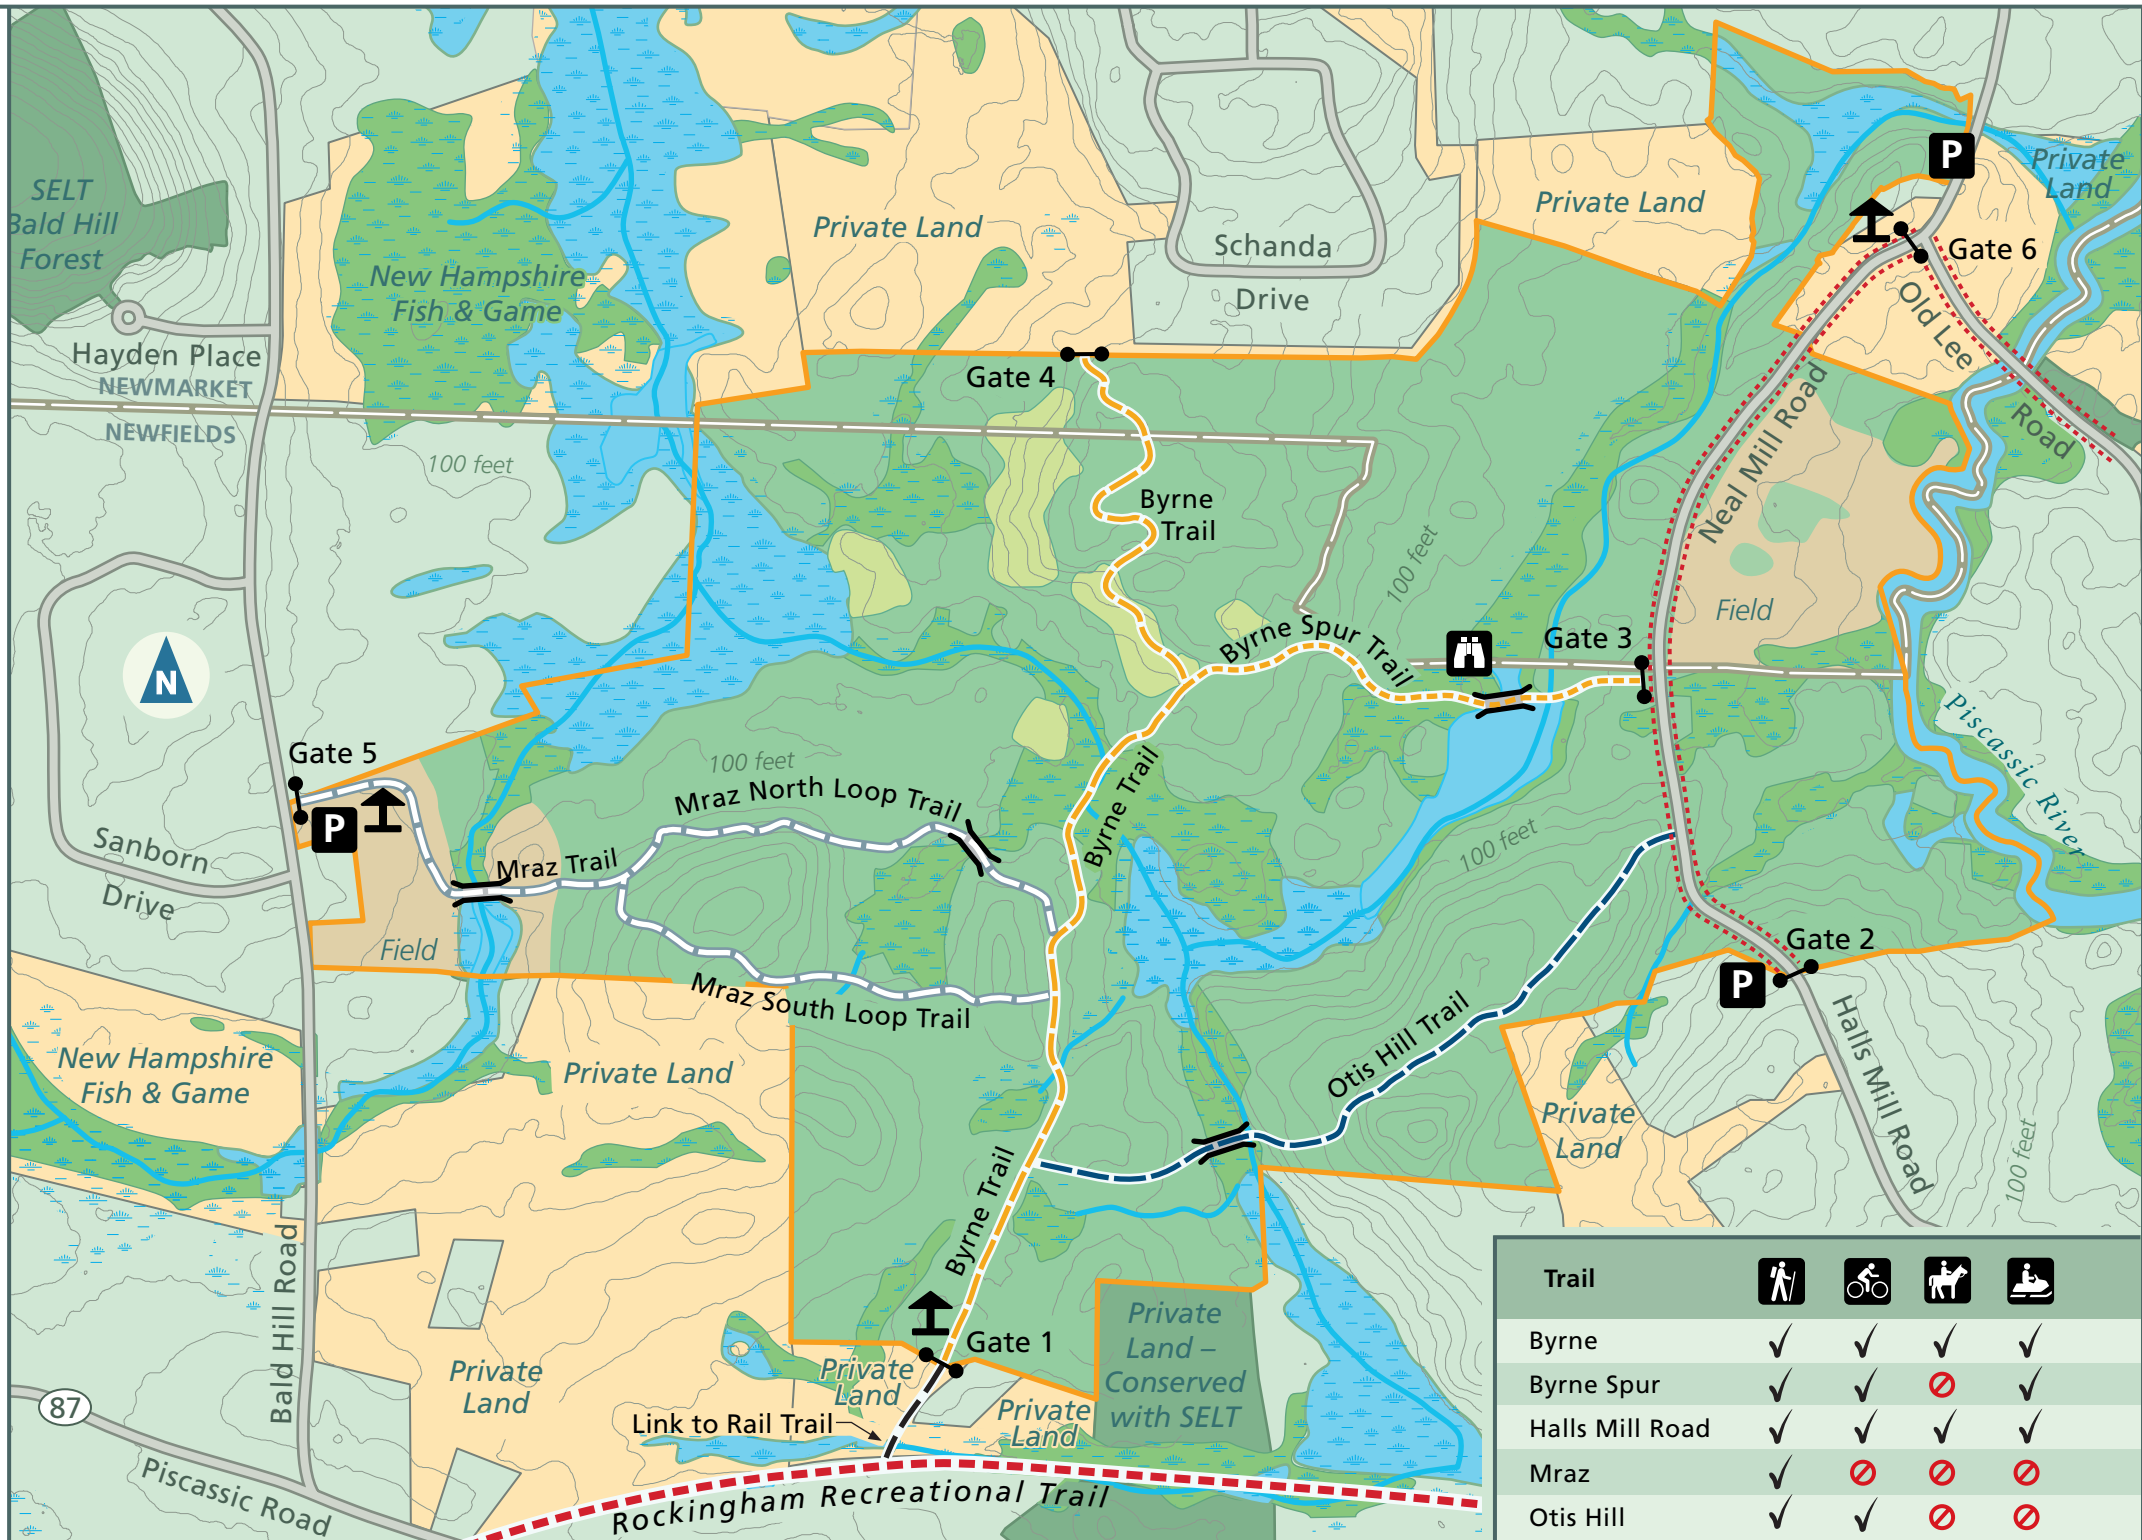 SELT
Bald Hill
Forest
Hayden Place
NEWMARKET
NEWFIELDS
New Hampshire
Fish & Game
Private Land
Schanda
Drive
Private Land
P
Private
Land
Gate 6
Old Lee
Road
Neal Mill Road
Gate 4
100 feet
Byrne
Trail
100 feet
Field
Byrne Spur Trail
Gate 3
N
Piscassic River
Gate 5
P
Sanborn
Drive
100 feet
Mraz North Loop Trail
Mraz Trail
Byrne Trail
100 feet
Field
Mraz South Loop Trail
Gate 2
P
Otis Hill Trail
Halls Mill Road
New Hampshire
Fish & Game
Private Land
Private
Land
100 feet
Byrne Trail
Bald Hill Road
Gate 1
Private
Land
Private
Land
Private
Land
Private
Land –
Conserved
with SELT
Link to Rail Trail
87
Piscassic Road
Rockingham Recreational Trail
Trail
Byrne
Byrne Spur
Halls Mill Road
Mraz
Otis Hill